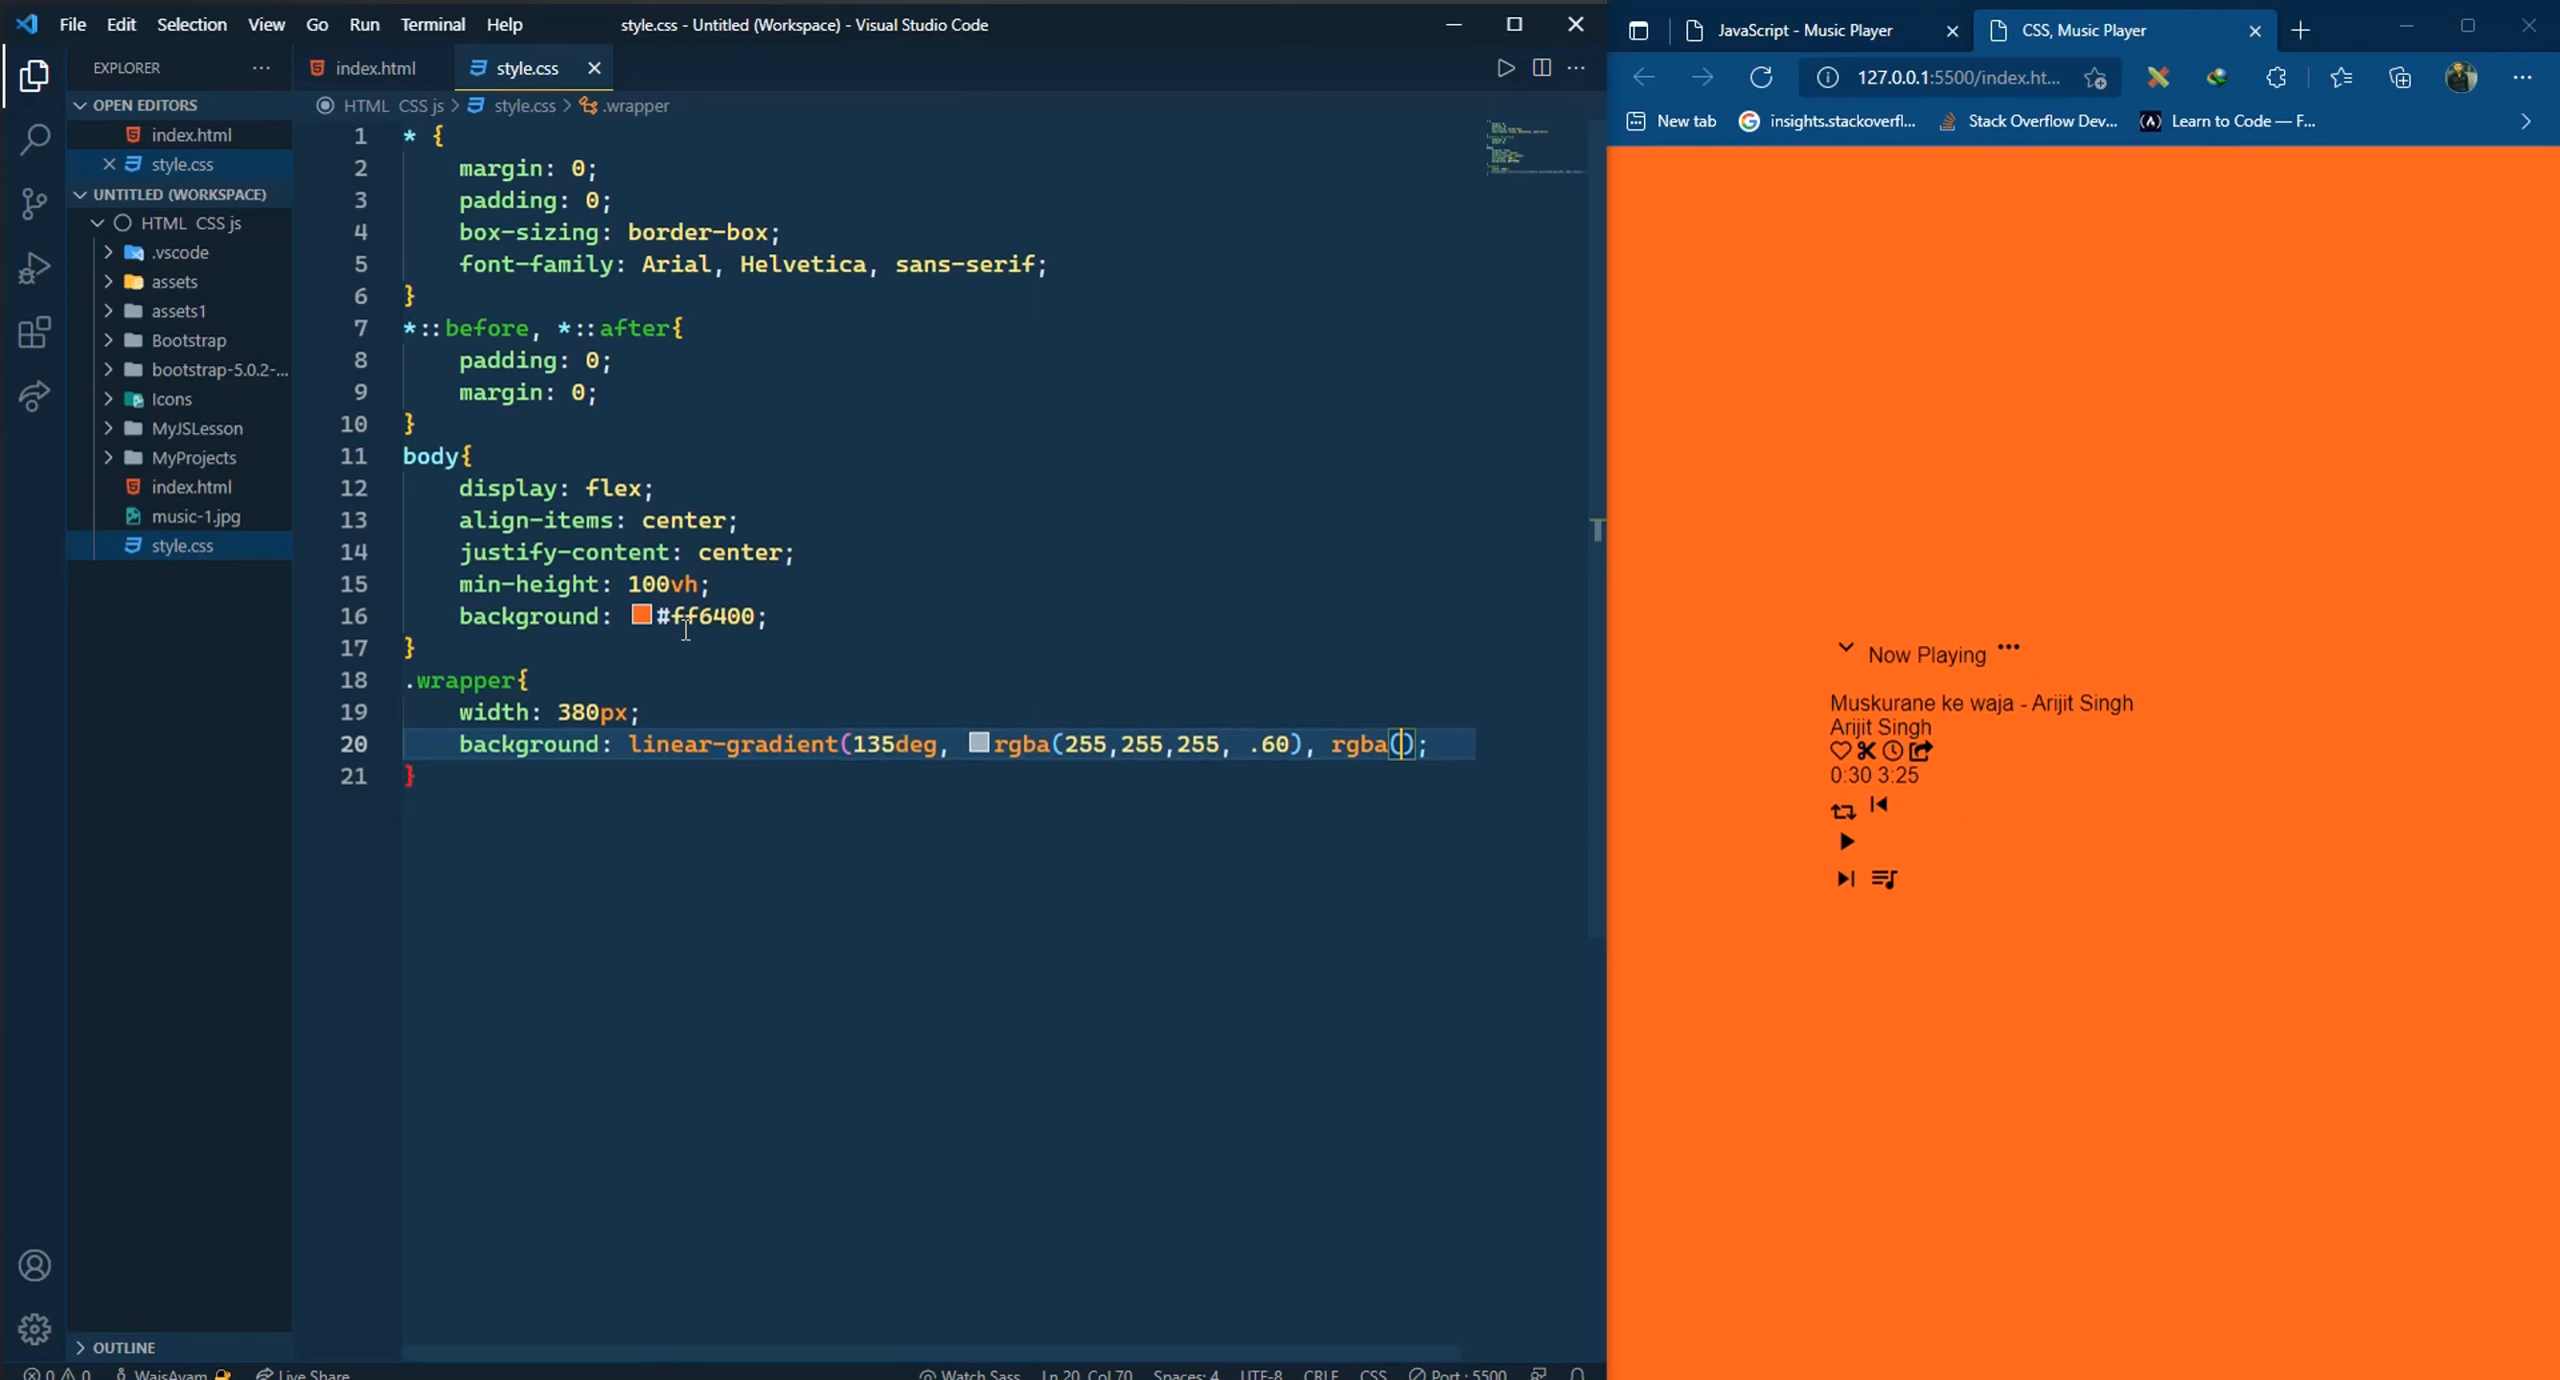 File Edit Selection View Go Run Terminal Help
style.css - Untitled (Workspace) - Visual Studio Code
EXPLORER
OPEN EDITORS
index.html
style.css
UNTITLED (WORKSPACE)
HTML CSS js
.vscode
assets
assets1
Bootstrap
bootstrap-5.0.2-...
Icons
MyJSLesson
MyProjects
index.html
music-1.jpg
style.css
OUTLINE
index.html style.css
HTML CSS js > style.css > .wrapper
1 * {
2 margin: 0;
3 padding: 0;
4 box-sizing: border-box;
5 font-family: Arial, Helvetica, sans-serif;
6 }
7 *::before, *::after{
8 padding: 0;
9 margin: 0;
10 }
11 body{
12 display: flex;
13 align-items: center;
14 justify-content: center;
15 min-height: 100vh;
16 background: #ff6400;
17 }
18 .wrapper{
19 width: 380px;
20 background: linear-gradient(135deg, rgba(255,255,255, .60), rgba();
21 }
0 0 WaisAyam Live Share Watch Sass Ln 20, Col 70 Spaces: 4 UTF-8 CRLF CSS Port : 5500
JavaScript - Music Player CSS, Music Player
127.0.0.1:5500/index.ht...
New tab insights.stackoverfl... Stack Overflow Dev... Learn to Code — F...
Now Playing
Muskurane ke waja - Arijit Singh
Arijit Singh
0:30 3:25